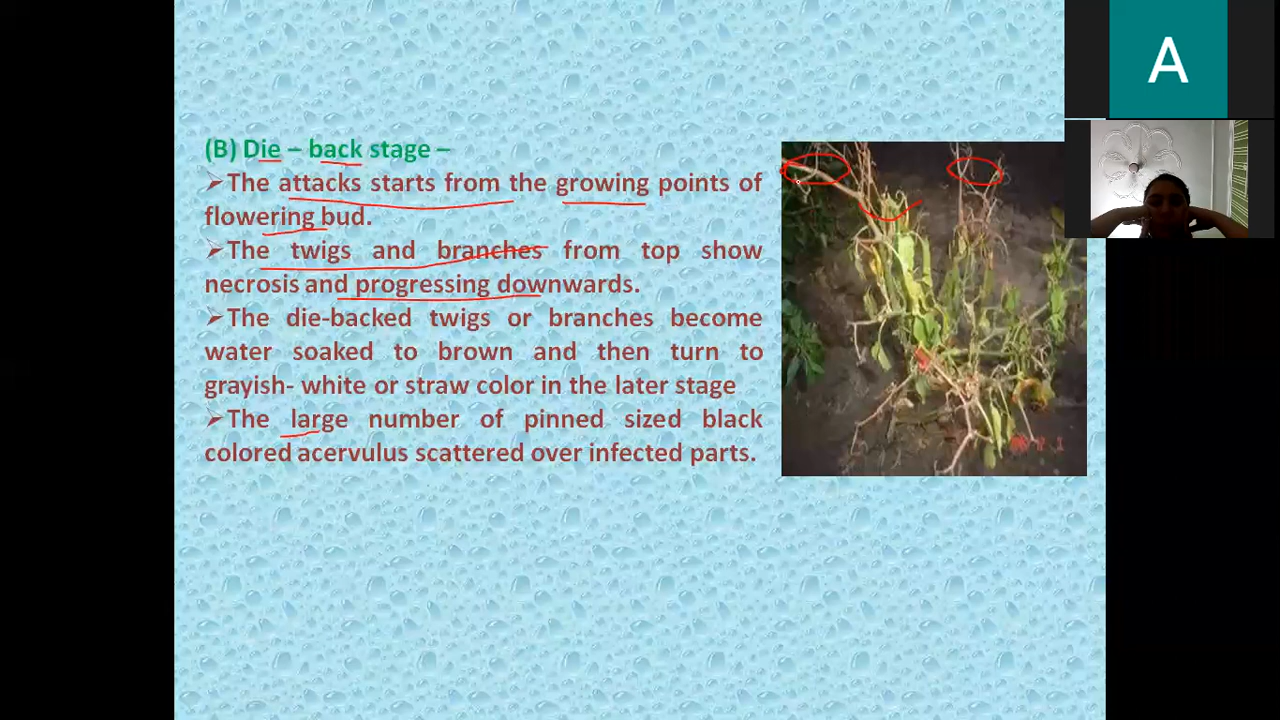 A
(B) Die – back stage –
➢The attacks starts from the growing points of
flowering bud.
➢The twigs and branches from top show
necrosis and progressing downwards.
➢The die-backed twigs or branches become
water soaked to brown and then turn to
grayish- white or straw color in the later stage
➢The large number of pinned sized black
colored acervulus scattered over infected parts.